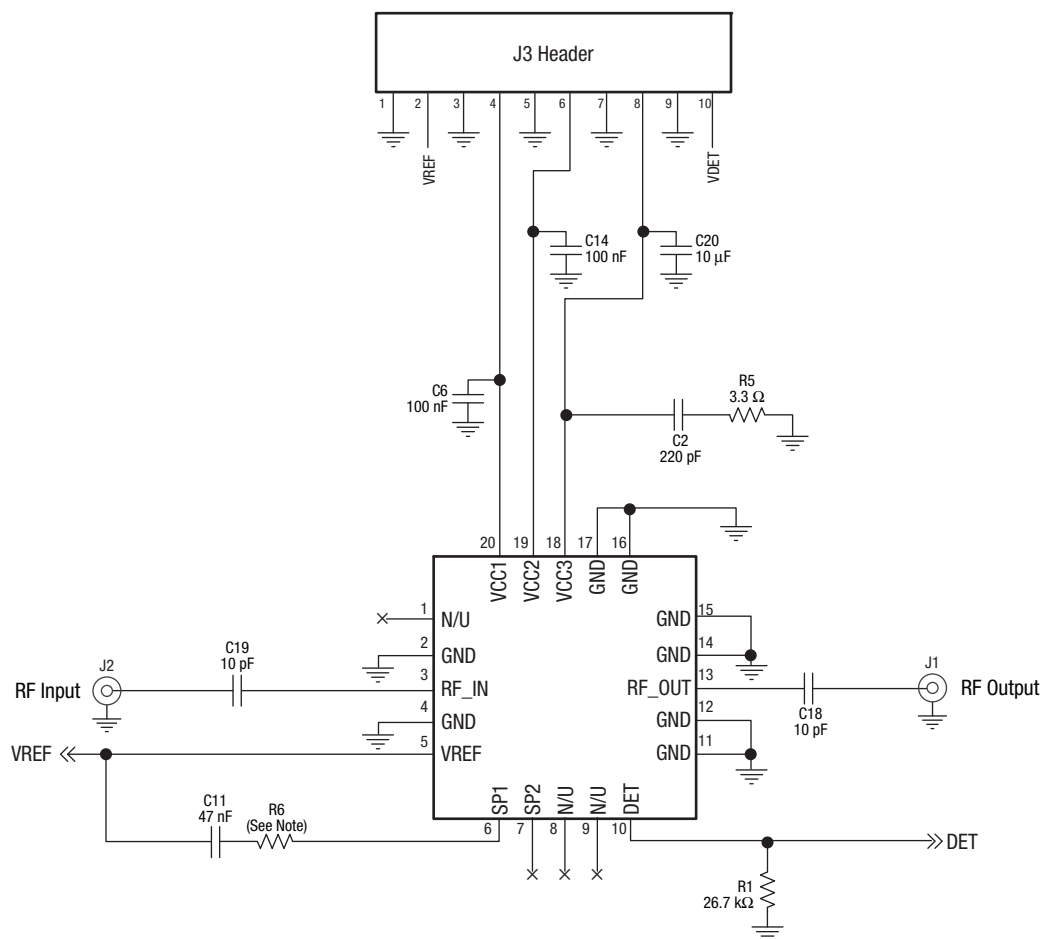 J3 Header
1 2 3 4 5 6 7 8 9 10
VREF
VDET
C14
100 nF
C20
10 μF
C6
100 nF
R5
3.3 Ω
C2
220 pF
20 19 18 17 16
VCC1 VCC2 VCC3 GND GND
1 N/U
2 GND
3 RF_IN
4 GND
5 VREF
GND 15
GND 14
RF_OUT 13
GND 12
GND 11
J2
RF Input
C19
10 pF
J1
RF Output
C18
10 pF
VREF
C11
47 nF
R6
(See Note)
SP1 SP2 N/U N/U DET
6 7 8 9 10
DET
R1
26.7 kΩ